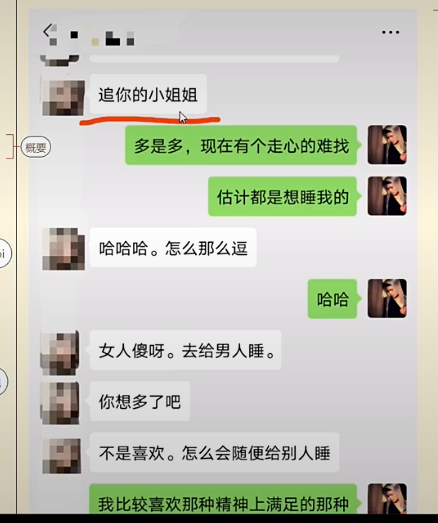 追你的小姐姐
多是多，现在有个走心的难找
概要
估计都是想睡我的
哈哈哈。怎么那么逗
哈哈
女人傻呀。去给男人睡。
你想多了吧
不是喜欢。怎么会随便给别人睡
我比较喜欢那种精神上满足的那种